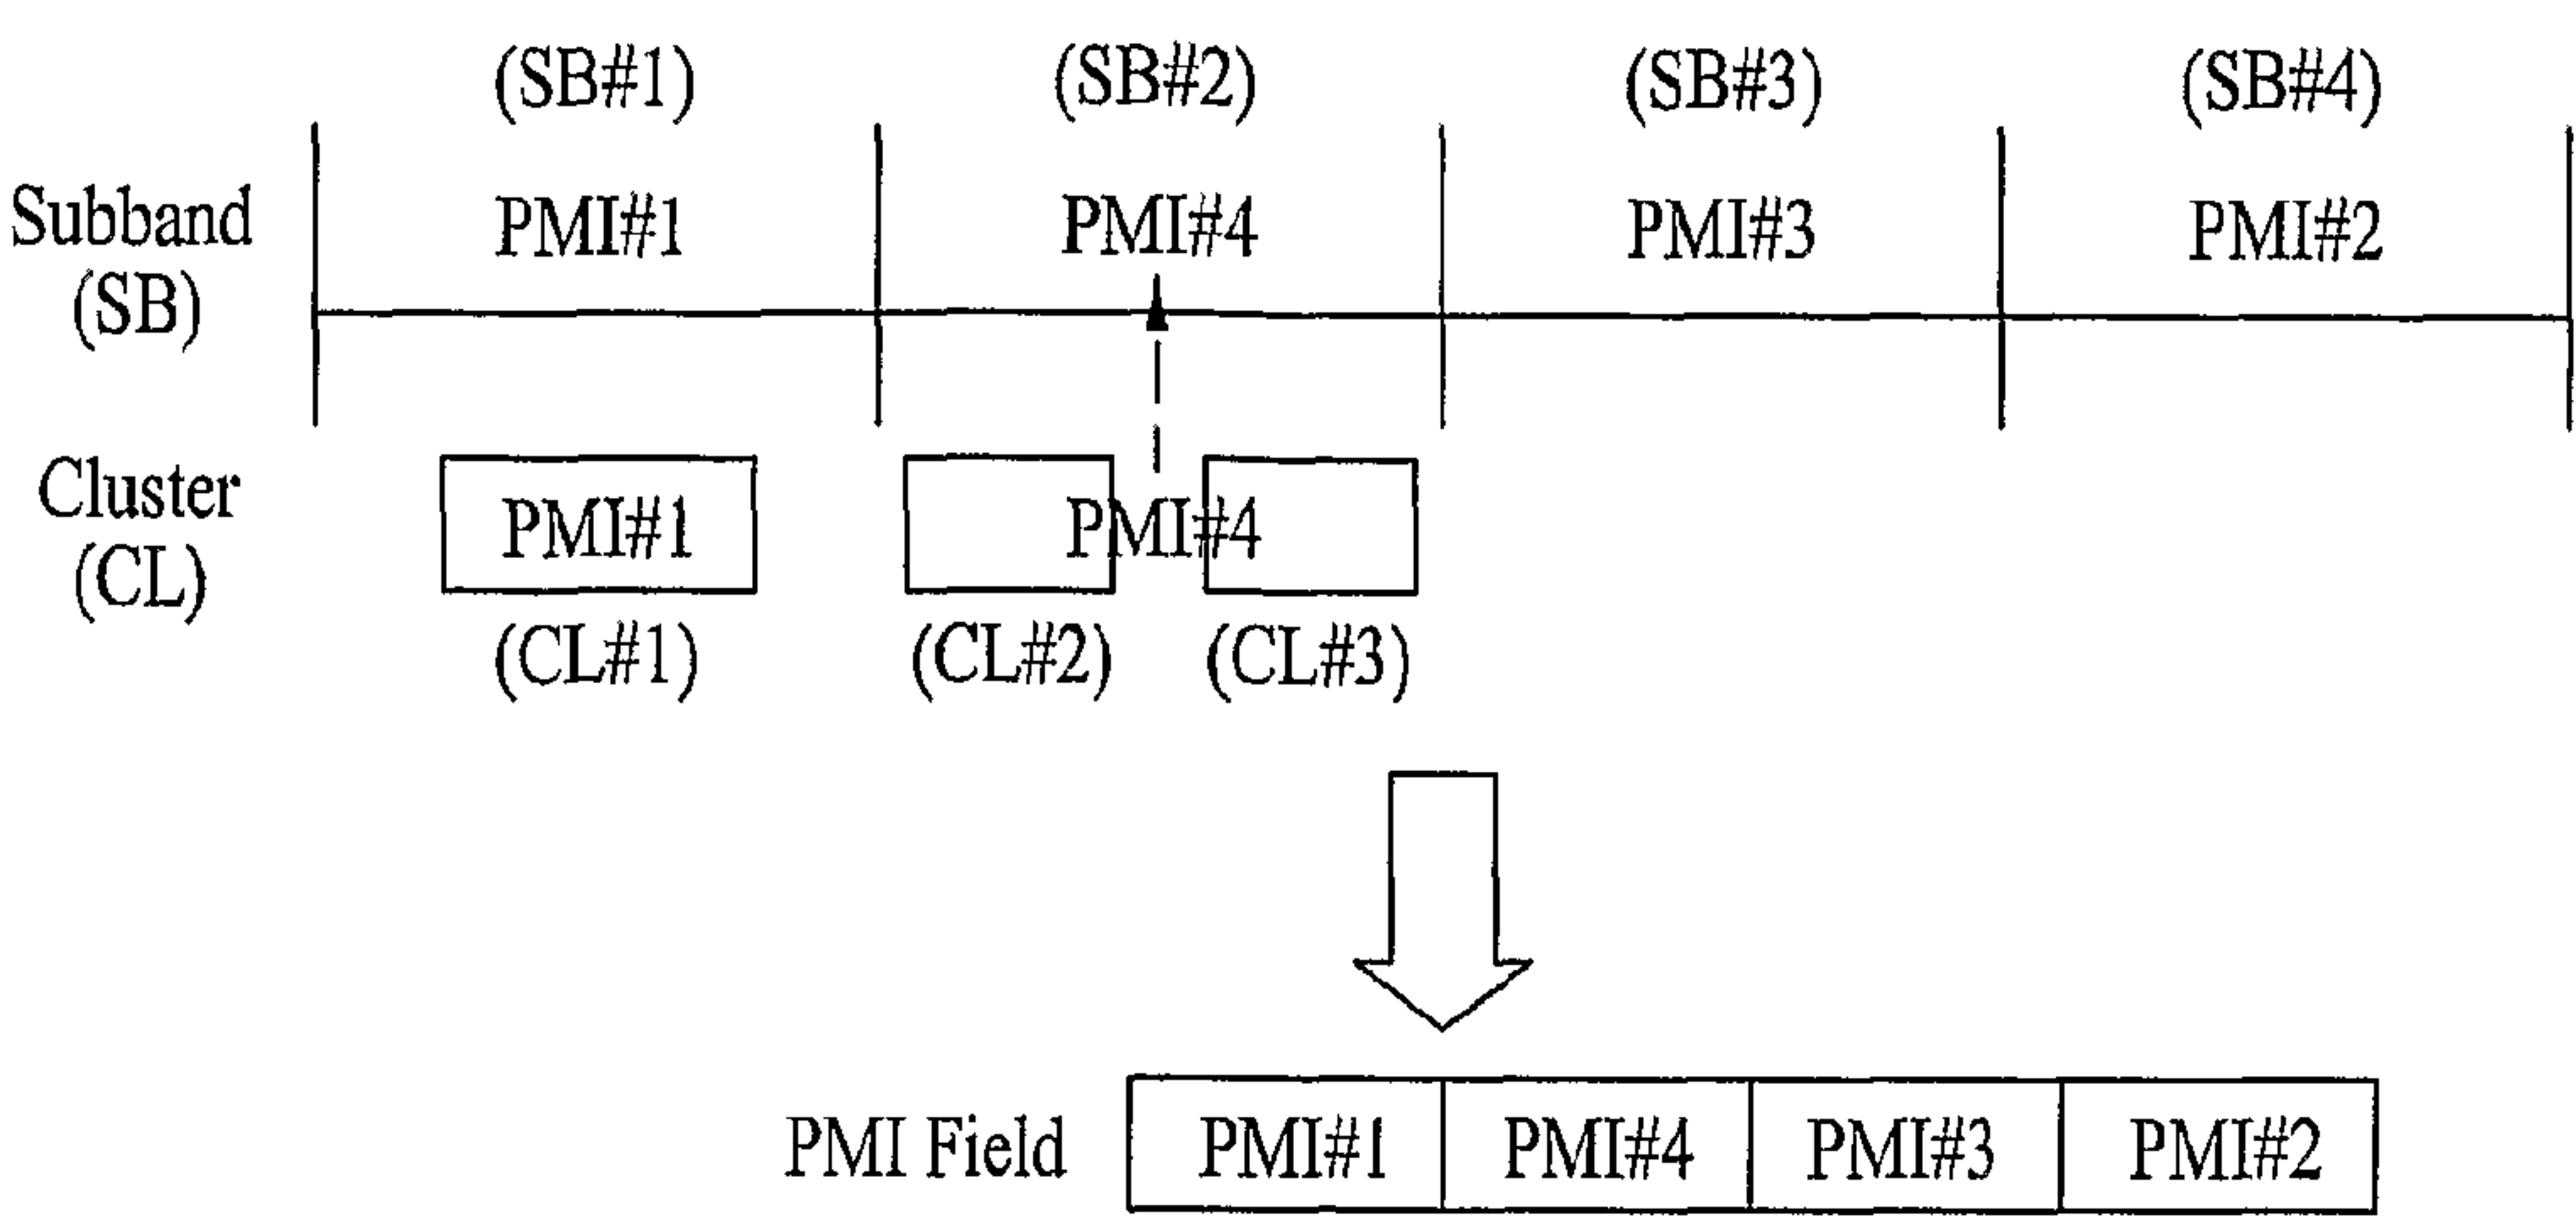 (SB#1) (SB#2) (SB#3) (SB#4)
Subband (SB) PMI#1 PMI#4 PMI#3 PMI#2
Cluster (CL) PMI#1 PMI#4
(CL#1) (CL#2) (CL#3)
PMI Field PMI#1 PMI#4 PMI#3 PMI#2